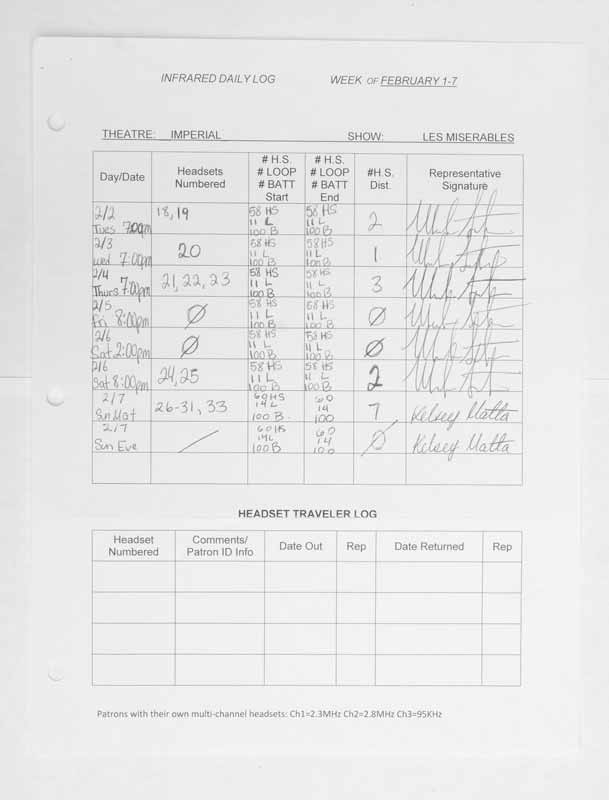 INFRARED DAILY LOG WEEK OF FEBRUARY 1-7
THEATRE: IMPERIAL SHOW: LES MISERABLES
Day/Date Headsets Numbered # H.S. # LOOP # BATT Start # H.S. # LOOP # BATT End #H.S. Dist. Representative Signature
2/2 Tues 7:00pm 18,19 58 HS 11 L 100 B 58 HS 11 L 100 B 2
2/3 Wed 7:00pm 20 58 HS 11 L 100 B 58 HS 11 L 100 B 1
2/4 Thurs 7:00pm 21, 22, 23 58 HS 11 L 100 B 58 HS 11 L 100 B 3
2/5 Fri 8:00pm Ø 58 HS 11 L 100 B 58 HS 11 L 100 B Ø
2/6 Sat 2:00pm Ø 58 HS 11 L 100 B 58 HS 11 L 100 B Ø
2/6 Sat 8:00pm 24,25 58 HS 11 L 100 B 58 HS 11 L 100 B 2
2/7 Sun Mat 26-31, 33 60 HS 14 L 100 B 60 14 100 7 Kelsey Matta
2/7 Sun Eve 60 HS 14L 100 B 60 14 100 Ø Kelsey Matta
HEADSET TRAVELER LOG
Headset Numbered Comments/ Patron ID Info Date Out Rep Date Returned Rep
Patrons with their own multi-channel headsets: Ch1=2.3MHz Ch2=2.8MHz Ch3=95KHz